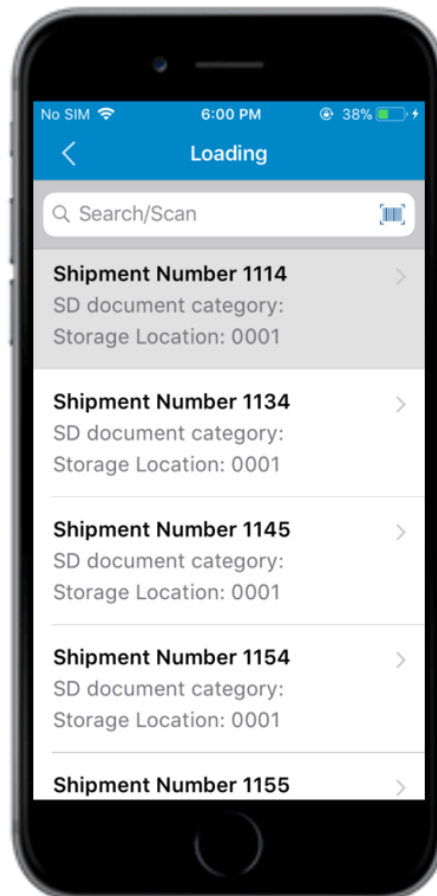 No SIM 6:00 PM 38%
Loading
Search/Scan
Shipment Number 1114
SD document category:
Storage Location: 0001
Shipment Number 1134
SD document category:
Storage Location: 0001
Shipment Number 1145
SD document category:
Storage Location: 0001
Shipment Number 1154
SD document category:
Storage Location: 0001
Shipment Number 1155